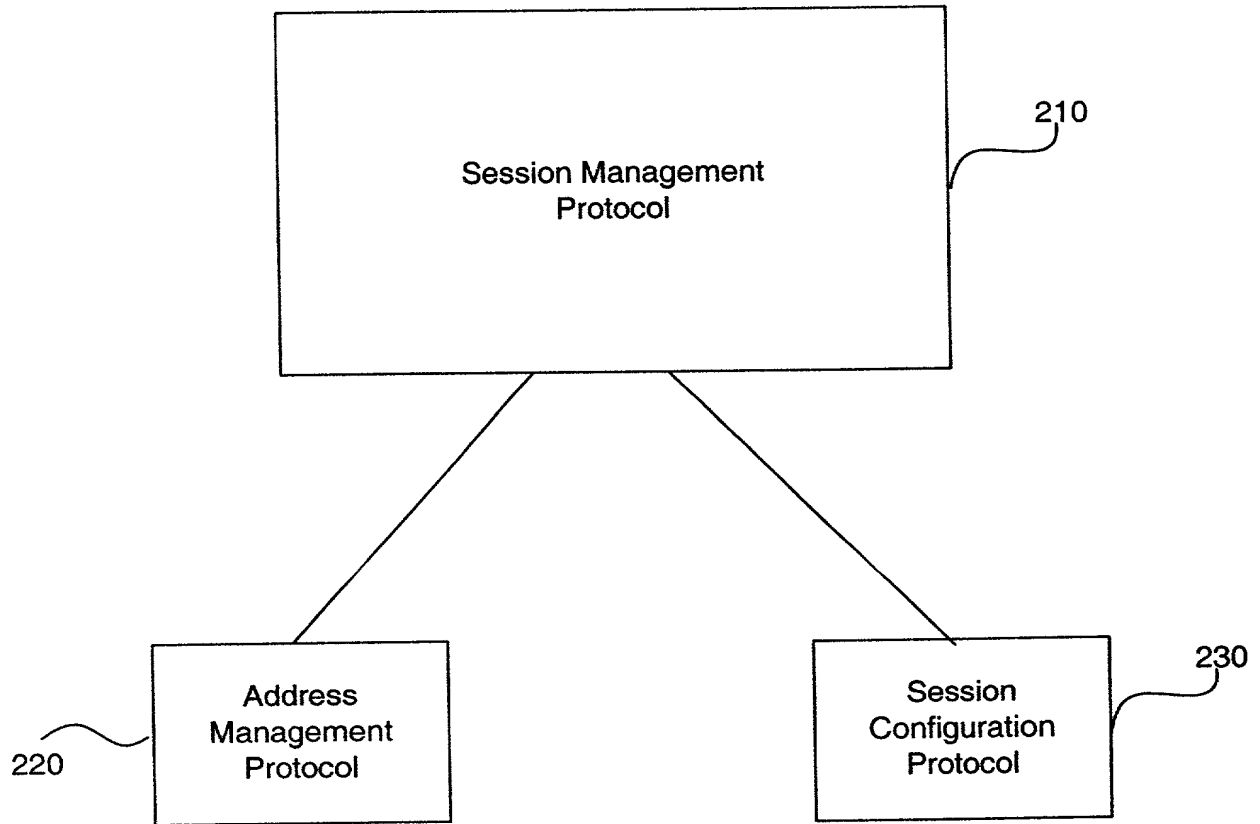 210
Session Management
Protocol
230
Address
Management
Protocol
Session
Configuration
Protocol
220